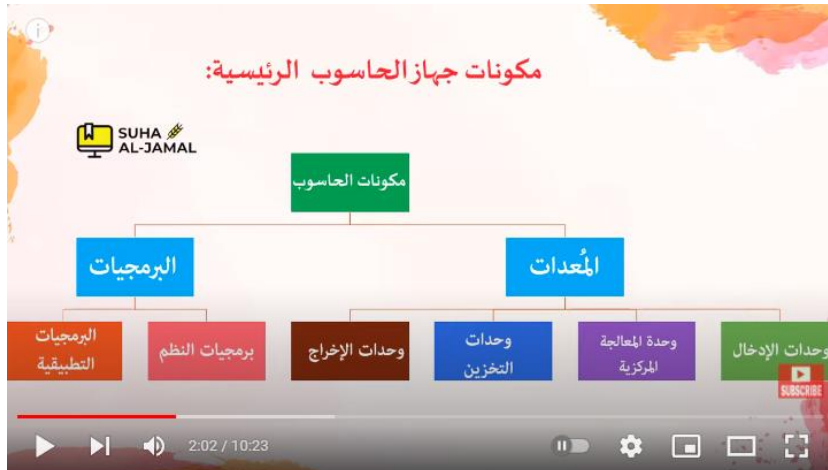 مكونات جهاز الحاسوب الرئيسية:
SUHA
AL-JAMAL
مكونات الحاسوب
المُعدات
البرمجيات
وحدات الإدخال
وحدة المعالجة
المركزية
وحدات
التخزين
وحدات الإخراج
برمجيات النظم
البرمجيات
التطبيقية
SUBSCRIBE
2:02 / 10:23